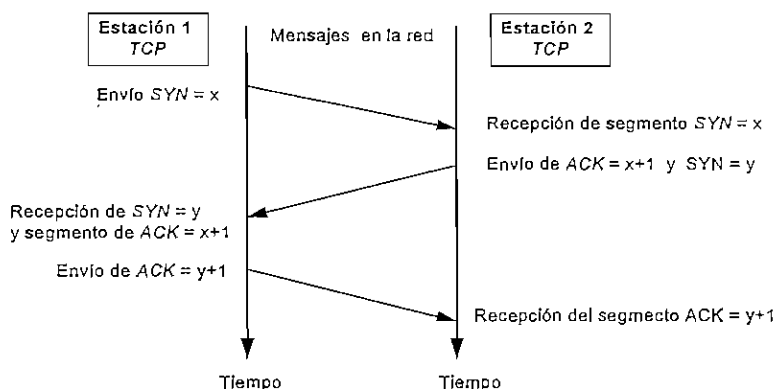 Estación 1
TCP
Mensajes en la red
Estación 2
TCP
Envío SYN = x
Recepción de segmento SYN = x
Envío de ACK = x+1 y SYN = y
Recepción de SYN = y
y segmento de ACK = x+1
Envío de ACK = y+1
Recepción del segmecto ACK = y+1
Tiempo
Tiempo